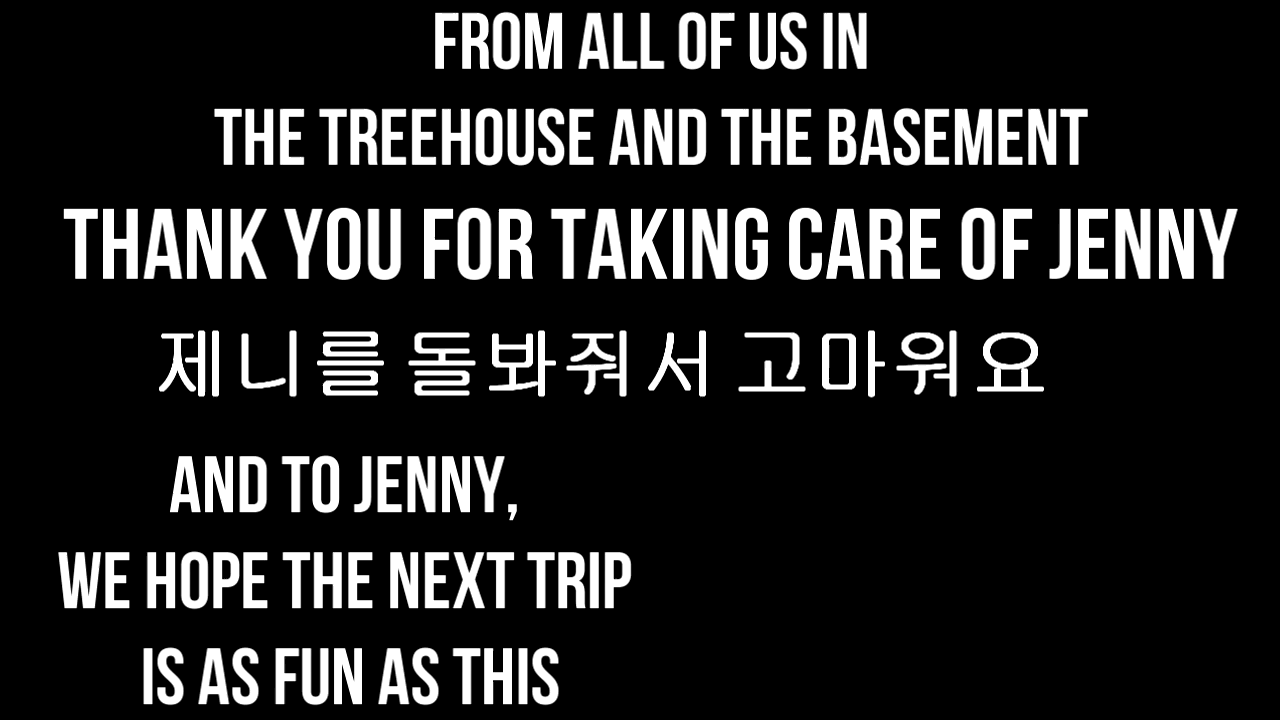 FROM ALL OF US IN
THE TREEHOUSE AND THE BASEMENT
THANK YOU FOR TAKING CARE OF JENNY
제니를 돌봐줘서 고마워요
AND TO JENNY,
WE HOPE THE NEXT TRIP
IS AS FUN AS THIS